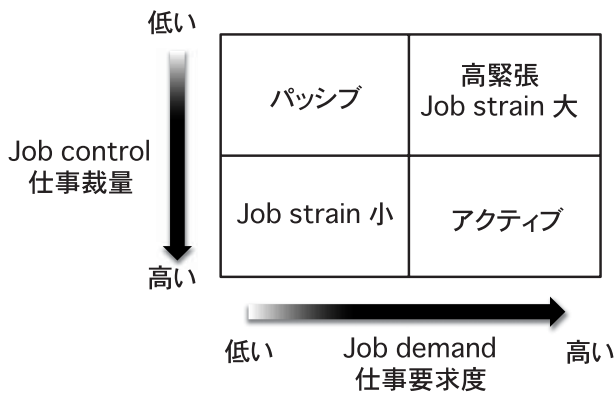 低い
Job control
仕事裁量
高い
パッシブ
高緊張
Job strain 大
Job strain 小
アクティブ
低い
Job demand
仕事要求度
高い